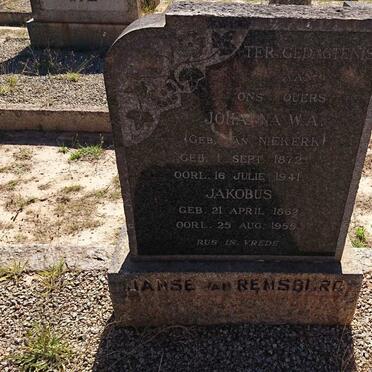 TER GEDAGTENIS
AAN
ONS OUERS
JOHANNA W.A.
(GEB. VAN NIEKERK)
GEB. 1 SEPT. 1872
OORL. 16 JULIE 1941
JAKOBUS
GEB. 21 APRIL 1862
OORL. 25 AUG. 1955
RUS IN VREDE
JANSE van RENSBURG